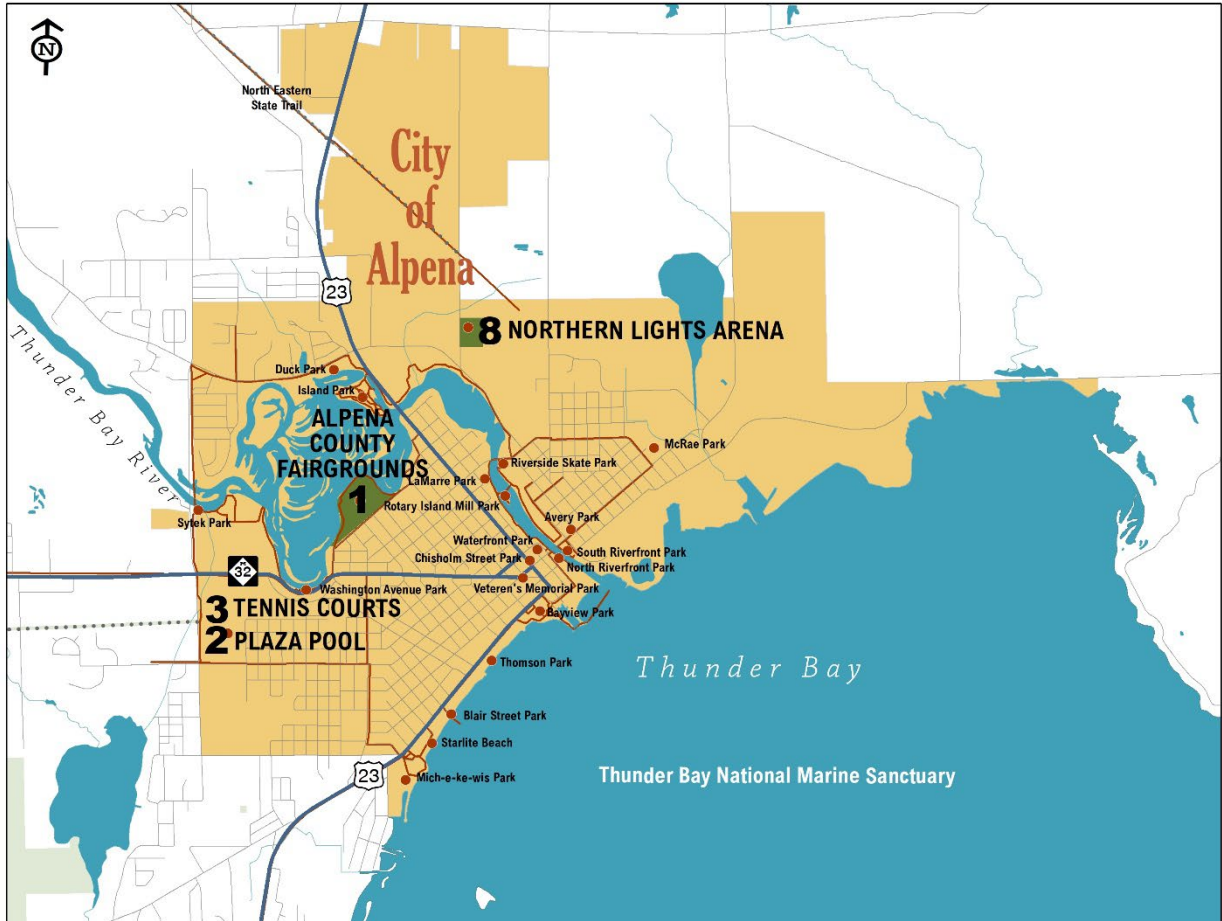 N
North Eastern
State Trail
City
of
Alpena
23
8 NORTHERN LIGHTS ARENA
Thunder Bay River
Duck Park
Island Park
ALPENA
COUNTY
FAIRGROUNDS
1
McRae Park
Riverside Skate Park
LaMarre Park
Rotary Island Mill Park
Sytek Park
Avery Park
Waterfront Park
South Riverfront Park
Chisholm Street Park
North Riverfront Park
M
32
Veteren's Memorial Park
Washington Avenue Park
3 TENNIS COURTS
Bayview Park
2 PLAZA POOL
Thomson Park
Thunder Bay
Blair Street Park
Starlite Beach
23
Mich-e-ke-wis Park
Thunder Bay National Marine Sanctuary